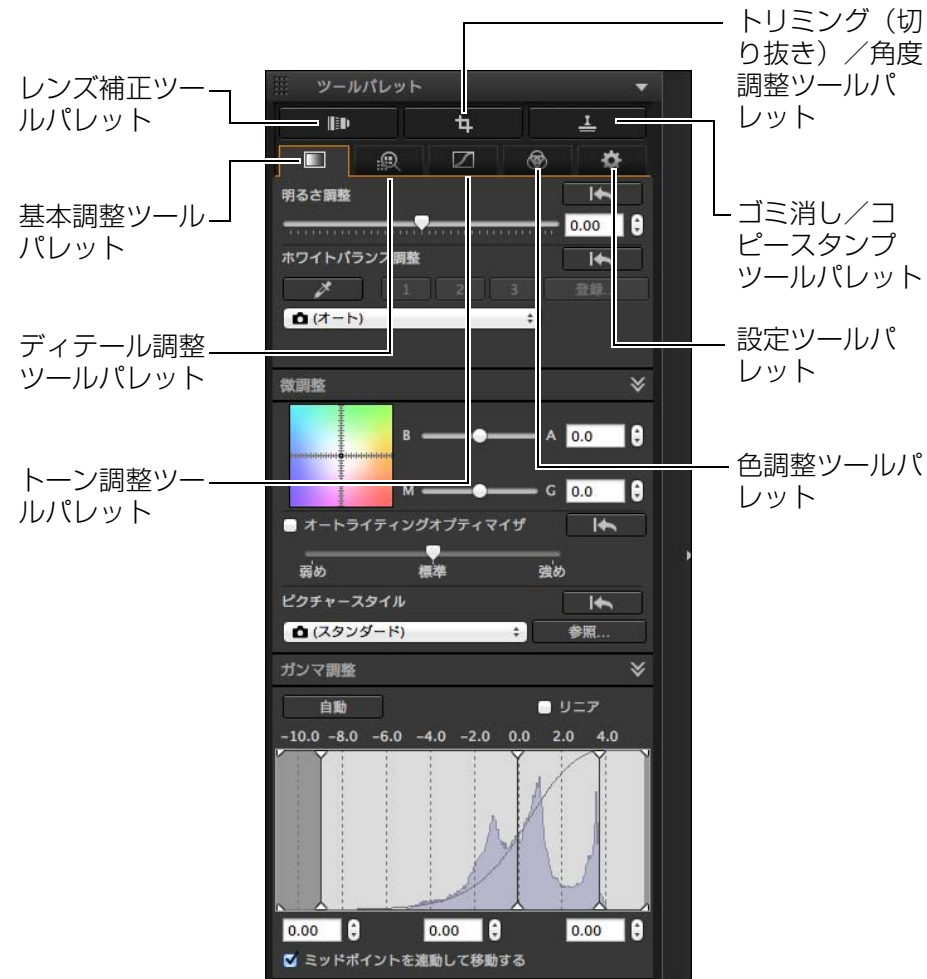 トリミング（切
り抜き）／角度
調整ツールパ
レット
レンズ補正ツー
ルパレット
基本調整ツール
パレット
ゴミ消し／コ
ピースタンプ
ツールパレット
ディテール調整
ツールパレット
設定ツールパ
レット
トーン調整ツー
ルパレット
色調整ツールパ
レット
ツールパレット
明るさ調整
0.00
ホワイトバランス調整
1 2 3 登録...
(オート)
微調整
B A 0.0
M G 0.0
オートライティングオプティマイザ
弱め 標準 強め
ピクチャースタイル
(スタンダード) 参照...
ガンマ調整
自動 リニア
-10.0 -8.0 -6.0 -4.0 -2.0 0.0 2.0 4.0
0.00 0.00 0.00
ミッドポイントを連動して移動する